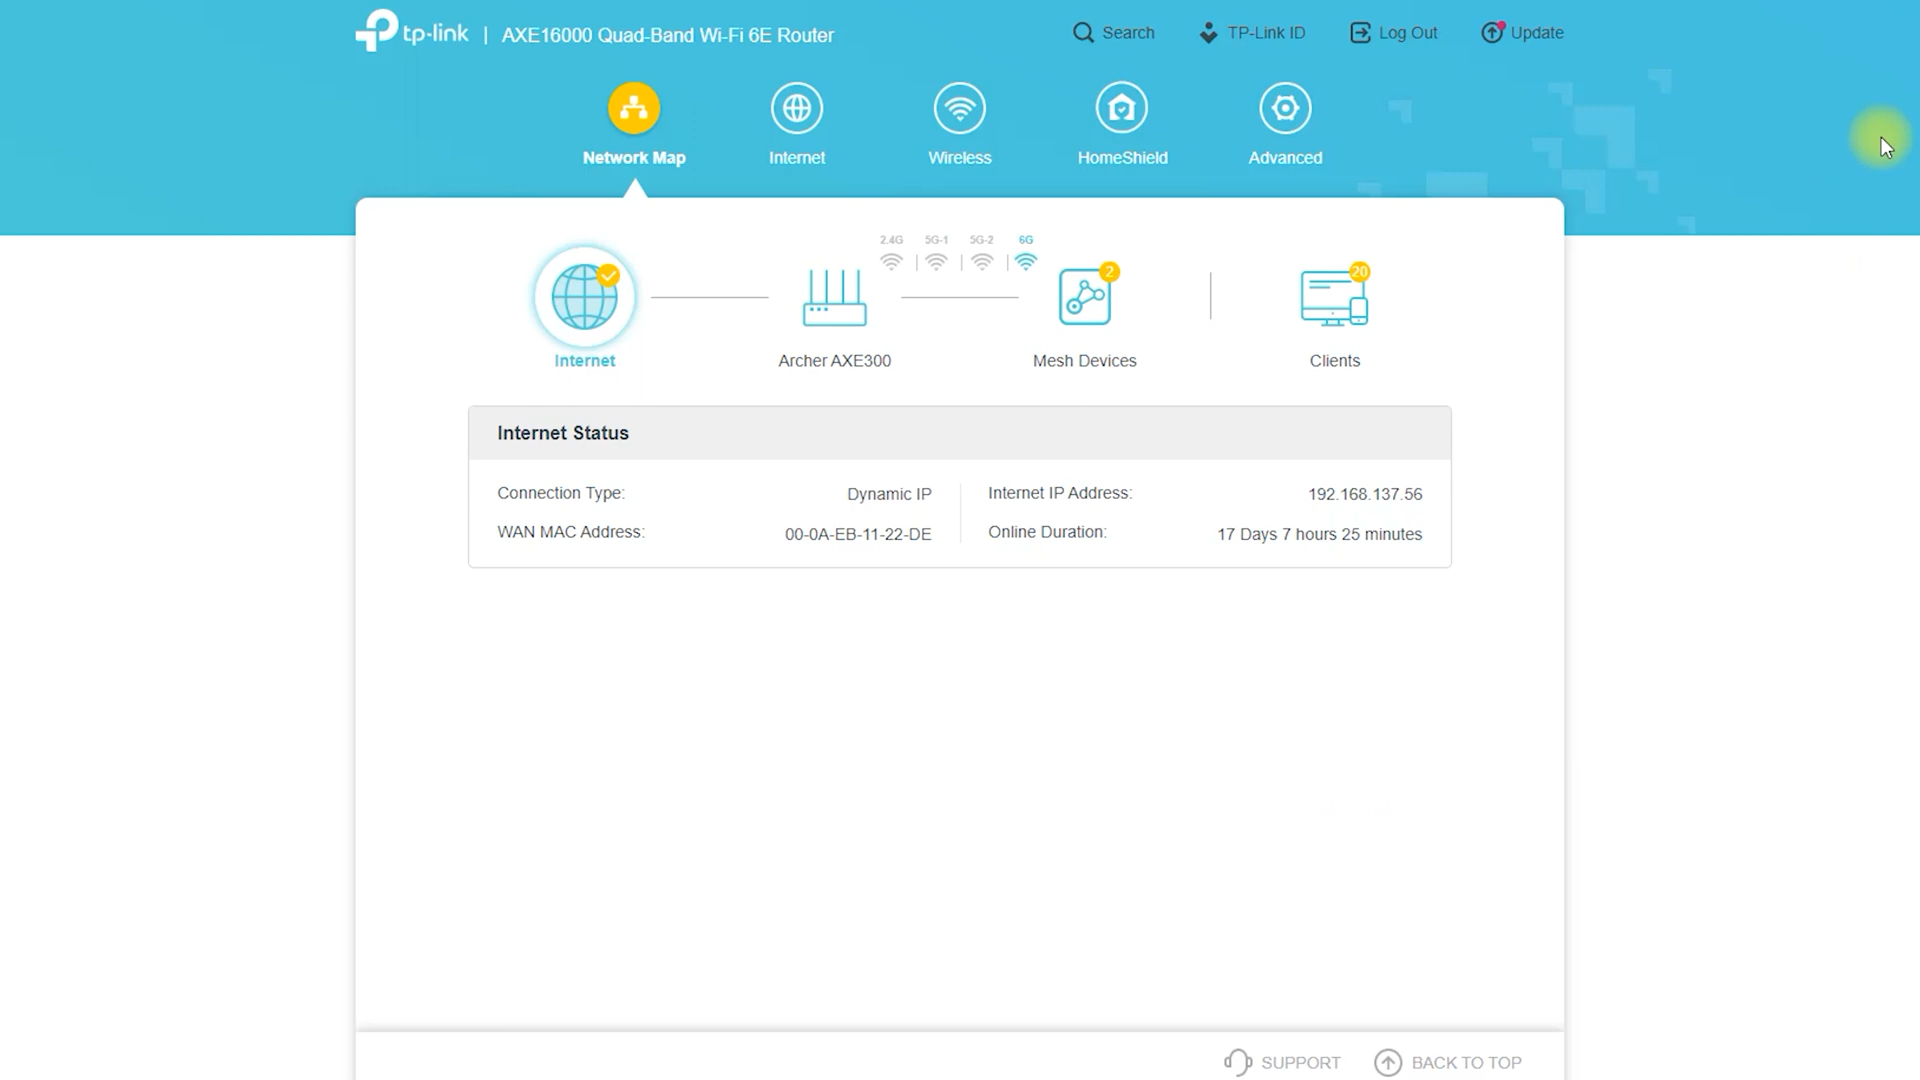 tp-link | AXE16000 Quad-Band Wi-Fi 6E Router
Search TP-Link ID Log Out Update
Network Map Internet Wireless HomeShield Advanced
2.4G 5G-1 5G-2 6G
2 20
Internet Archer AXE300 Mesh Devices Clients
Internet Status
Connection Type: Dynamic IP Internet IP Address: 192.168.137.56
WAN MAC Address: 00-0A-EB-11-22-DE Online Duration: 17 Days 7 hours 25 minutes
SUPPORT BACK TO TOP